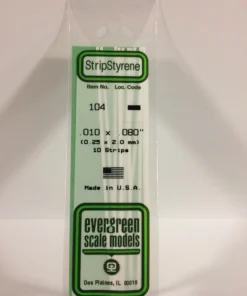 StripStyrene
Item No. Loc. Code
104
.010 x .080"
(0.25 x 2.0 mm)
10 Strips
Made in U.S.A.
evergreen
scale models
Des Plaines, IL 60018